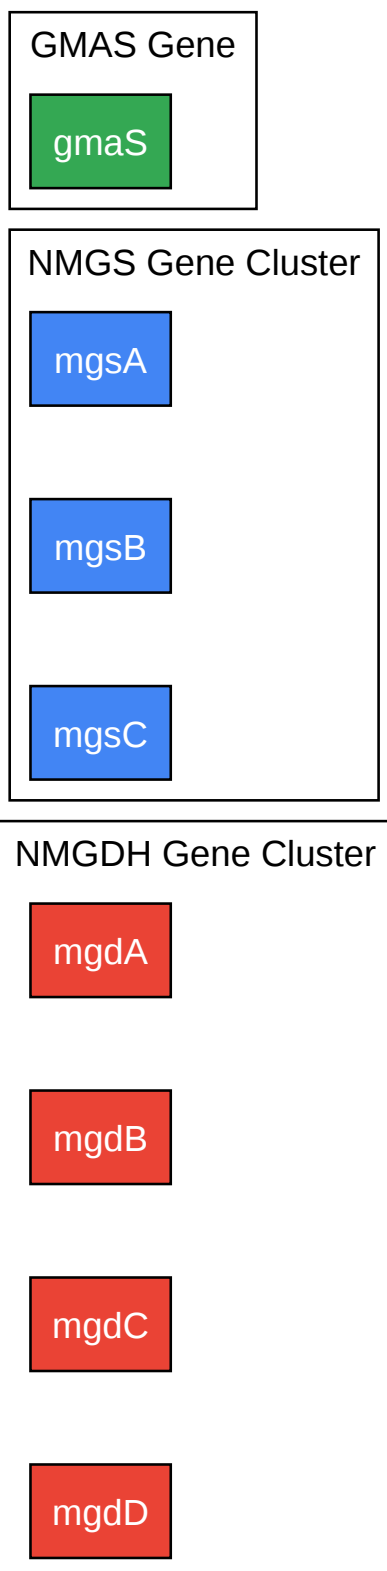 GMAS Gene
gmaS
NMGS Gene Cluster
mgsA
mgsB
mgsC
NMGDH Gene Cluster
mgdA
mgdB
mgdC
mgdD